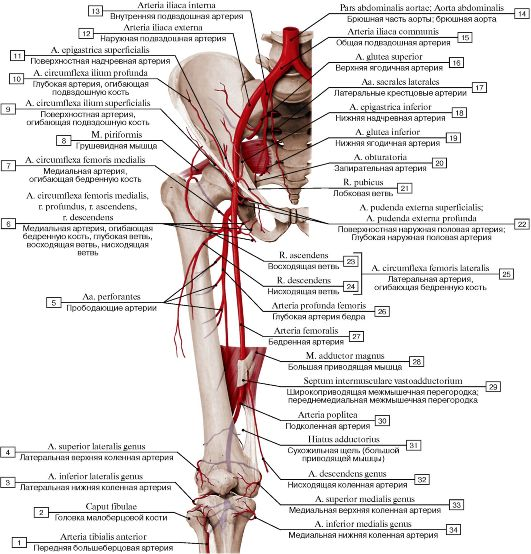 13
Arteria iliaca interna
Внутренняя подвздошная артерия
12
Arteria iliaca externa
Наружная подвздошная артерия
11
A. epigastrica superficialis
Поверхностная надчревная артерия
10
A. circumflexa ilium profunda
Глубокая артерия, огибающая
подвздошную кость
9
A. circumflexa ilium superficialis
Поверхностная артерия,
огибающая подвздошную кость
8
M. piriformis
Грушевидная мышца
7
A. circumflexa femoris medialis
Медиальная артерия,
огибающая бедренную кость
6
A. circumflexa femoris medialis,
r. profundus, r. ascendens,
r. descendens
Медиальная артерия, огибающая
бедренную кость, глубокая ветвь,
восходящая ветвь, нисходящая
ветвь
5
Aa. perforantes
Прободающие артерии
4
A. superior lateralis genus
Латеральная верхняя коленная артерия
3
A. inferior lateralis genus
Латеральная нижняя коленная артерия
2
Caput fibulae
Головка малоберцовой кости
1
Arteria tibialis anterior
Передняя большеберцовая артерия
Pars abdominalis aortae; Aorta abdominalis
14
Брюшная часть аорты; брюшная аорта
Arteria iliaca communis
15
Общая подвздошная артерия
A. glutea superior
16
Верхняя ягодичная артерия
Aa. sacrales laterales
17
Латеральные крестцовые артерии
A. epigastrica inferior
18
Нижняя надчревная артерия
A. glutea inferior
19
Нижняя ягодичная артерия
A. obturatoria
20
Запирательная артерия
R. pubicus
21
Лобковая ветвь
A. pudenda externa superficialis;
A. pudenda externa profunda
22
Поверхностная наружная половая артерия;
Глубокая наружная половая артерия
R. ascendens
23
Восходящая ветвь
R. descendens
24
Нисходящая ветвь
A. circumflexa femoris lateralis
25
Латеральная артерия,
огибающая бедренную кость
Arteria profunda femoris
26
Глубокая артерия бедра
Arteria femoralis
27
Бедренная артерия
M. adductor magnus
28
Большая приводящая мышца
Septum intermusculare vastoadductorium
29
Широкоприводящая межмышечная перегородка;
переднемедиальная межмышечная перегородка
Arteria poplitea
30
Подколенная артерия
Hiatus adductorius
31
Сухожильная щель (большой
приводящей мышцы)
A. descendens genus
32
Нисходящая коленная артерия
A. superior medialis genus
33
Медиальная верхняя коленная артерия
A. inferior medialis genus
34
Медиальная нижняя коленная артерия